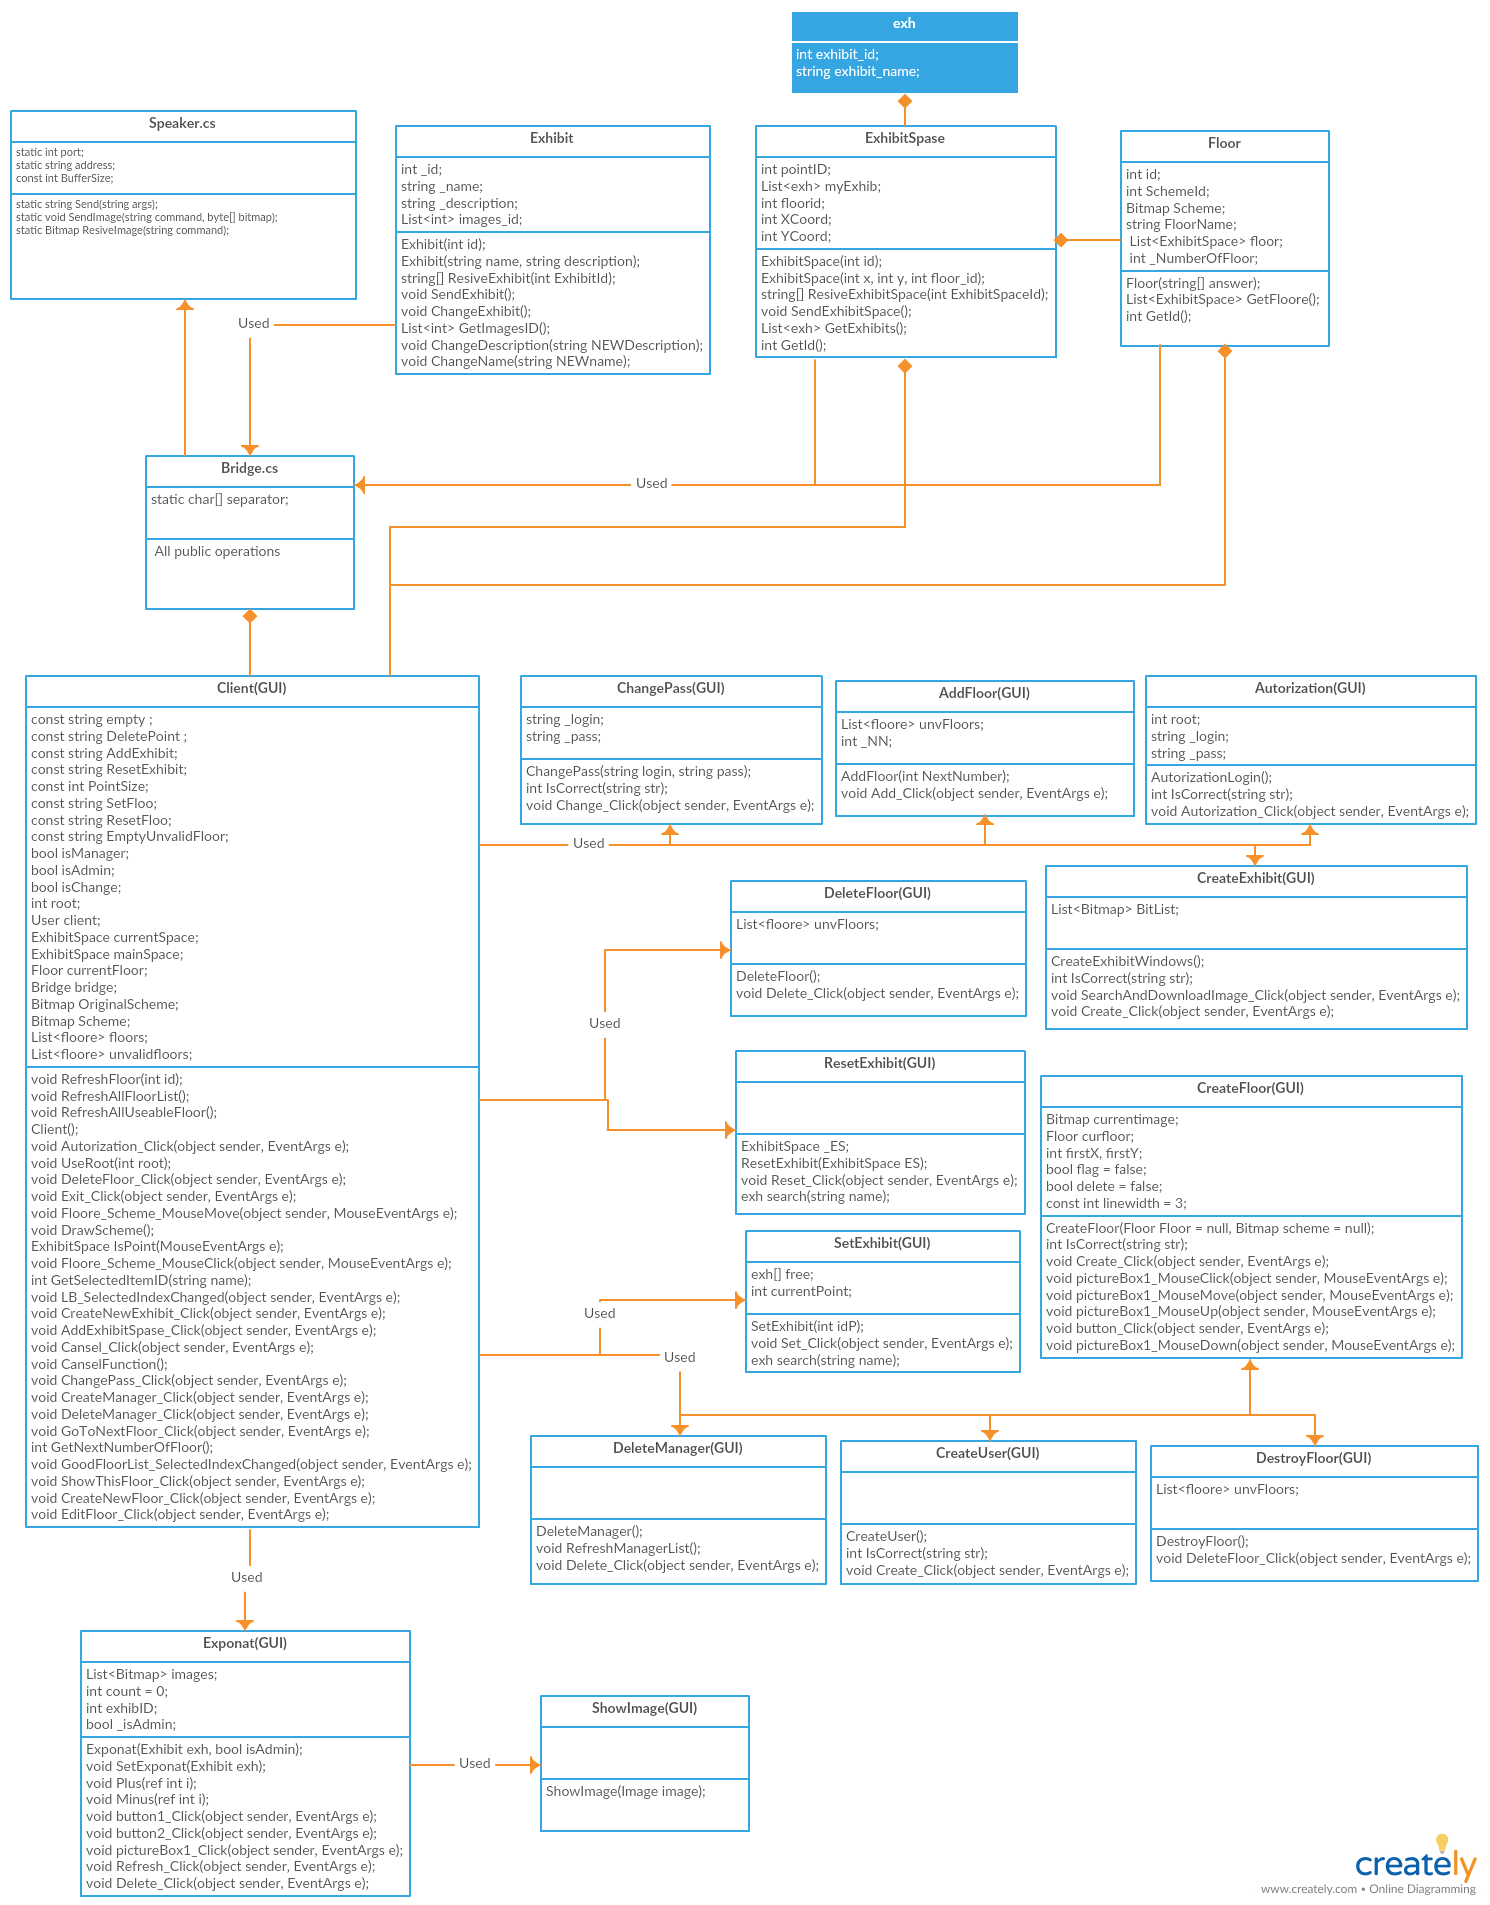 exh
int exhibit_id;
string exhibit_name;
Speaker.cs
static int port;
static string address;
const int BufferSize;
static string Send(string args);
static void SendImage(string command, byte[] bitmap);
static Bitmap ResiveImage(string command);
Exhibit
int _id;
string _name;
string _description;
List<int> images_id;
Exhibit(int id);
Exhibit(string name, string description);
string[] ResiveExhibit(int ExhibitId);
void SendExhibit();
void ChangeExhibit();
List<int> GetImagesID();
void ChangeDescription(string NEWDescription);
void ChangeName(string NEWname);
ExhibitSpase
int pointID;
List<exh> myExhib;
int floorid;
int XCoord;
int YCoord;
ExhibitSpace(int id);
ExhibitSpace(int x, int y, int floor_id);
string[] ResiveExhibitSpace(int ExhibitSpaceId);
void SendExhibitSpace();
List<exh> GetExhibits();
int GetId();
Floor
int id;
int SchemeId;
Bitmap Scheme;
string FloorName;
List<ExhibitSpace> floor;
int _NumberOfFloor;
Floor(string[] answer);
List<ExhibitSpace> GetFloore();
int GetId();
Used
Bridge.cs
static char[] separator;
All public operations
Used
Client(GUI)
const string empty ;
const string DeletePoint ;
const string AddExhibit;
const string ResetExhibit;
const int PointSize;
const string SetFloo;
const string ResetFloo;
const string EmptyUnvalidFloor;
bool isManager;
bool isAdmin;
bool isChange;
int root;
User client;
ExhibitSpace currentSpace;
ExhibitSpace mainSpace;
Floor currentFloor;
Bridge bridge;
Bitmap OriginalScheme;
Bitmap Scheme;
List<floore> floors;
List<floore> unvalidfloors;
void RefreshFloor(int id);
void RefreshAllFloorList();
void RefreshAllUseableFloor();
Client();
void Autorization_Click(object sender, EventArgs e);
void UseRoot(int root);
void DeleteFloor_Click(object sender, EventArgs e);
void Exit_Click(object sender, EventArgs e);
void Floore_Scheme_MouseMove(object sender, MouseEventArgs e);
void DrawScheme();
ExhibitSpace IsPoint(MouseEventArgs e);
void Floore_Scheme_MouseClick(object sender, MouseEventArgs e);
int GetSelectedItemID(string name);
void LB_SelectedIndexChanged(object sender, EventArgs e);
void CreateNewExhibit_Click(object sender, EventArgs e);
void AddExhibitSpase_Click(object sender, EventArgs e);
void Cansel_Click(object sender, EventArgs e);
void CanselFunction();
void ChangePass_Click(object sender, EventArgs e);
void CreateManager_Click(object sender, EventArgs e);
void DeleteManager_Click(object sender, EventArgs e);
void GoToNextFloor_Click(object sender, EventArgs e);
int GetNextNumberOfFloor();
void GoodFloorList_SelectedIndexChanged(object sender, EventArgs e);
void ShowThisFloor_Click(object sender, EventArgs e);
void CreateNewFloor_Click(object sender, EventArgs e);
void EditFloor_Click(object sender, EventArgs e);
ChangePass(GUI)
string _login;
string _pass;
ChangePass(string login, string pass);
int IsCorrect(string str);
void Change_Click(object sender, EventArgs e);
AddFloor(GUI)
List<floore> unvFloors;
int _NN;
AddFloor(int NextNumber);
void Add_Click(object sender, EventArgs e);
Autorization(GUI)
int root;
string _login;
string _pass;
AutorizationLogin();
int IsCorrect(string str);
void Autorization_Click(object sender, EventArgs e);
Used
DeleteFloor(GUI)
List<floore> unvFloors;
DeleteFloor();
void Delete_Click(object sender, EventArgs e);
CreateExhibit(GUI)
List<Bitmap> BitList;
CreateExhibitWindows();
int IsCorrect(string str);
void SearchAndDownloadImage_Click(object sender, EventArgs e);
void Create_Click(object sender, EventArgs e);
Used
ResetExhibit(GUI)
ExhibitSpace _ES;
ResetExhibit(ExhibitSpace ES);
void Reset_Click(object sender, EventArgs e);
exh search(string name);
CreateFloor(GUI)
Bitmap currentimage;
Floor curfloor;
int firstX, firstY;
bool flag = false;
bool delete = false;
const int linewidth = 3;
CreateFloor(Floor Floor = null, Bitmap scheme = null);
int IsCorrect(string str);
void Create_Click(object sender, EventArgs e);
void pictureBox1_MouseClick(object sender, MouseEventArgs e);
void pictureBox1_MouseMove(object sender, MouseEventArgs e);
void pictureBox1_MouseUp(object sender, MouseEventArgs e);
void button_Click(object sender, EventArgs e);
void pictureBox1_MouseDown(object sender, MouseEventArgs e);
SetExhibit(GUI)
exh[] free;
int currentPoint;
SetExhibit(int idP);
void Set_Click(object sender, EventArgs e);
exh search(string name);
Used
Used
DeleteManager(GUI)
DeleteManager();
void RefreshManagerList();
void Delete_Click(object sender, EventArgs e);
CreateUser(GUI)
CreateUser();
int IsCorrect(string str);
void Create_Click(object sender, EventArgs e);
DestroyFloor(GUI)
List<floore> unvFloors;
DestroyFloor();
void DeleteFloor_Click(object sender, EventArgs e);
Used
Exponat(GUI)
List<Bitmap> images;
int count = 0;
int exhibID;
bool _isAdmin;
Exponat(Exhibit exh, bool isAdmin);
void SetExponat(Exhibit exh);
void Plus(ref int i);
void Minus(ref int i);
void button1_Click(object sender, EventArgs e);
void button2_Click(object sender, EventArgs e);
void pictureBox1_Click(object sender, EventArgs e);
void Refresh_Click(object sender, EventArgs e);
void Delete_Click(object sender, EventArgs e);
Used
ShowImage(GUI)
ShowImage(Image image);
creately
www.creately.com • Online Diagramming